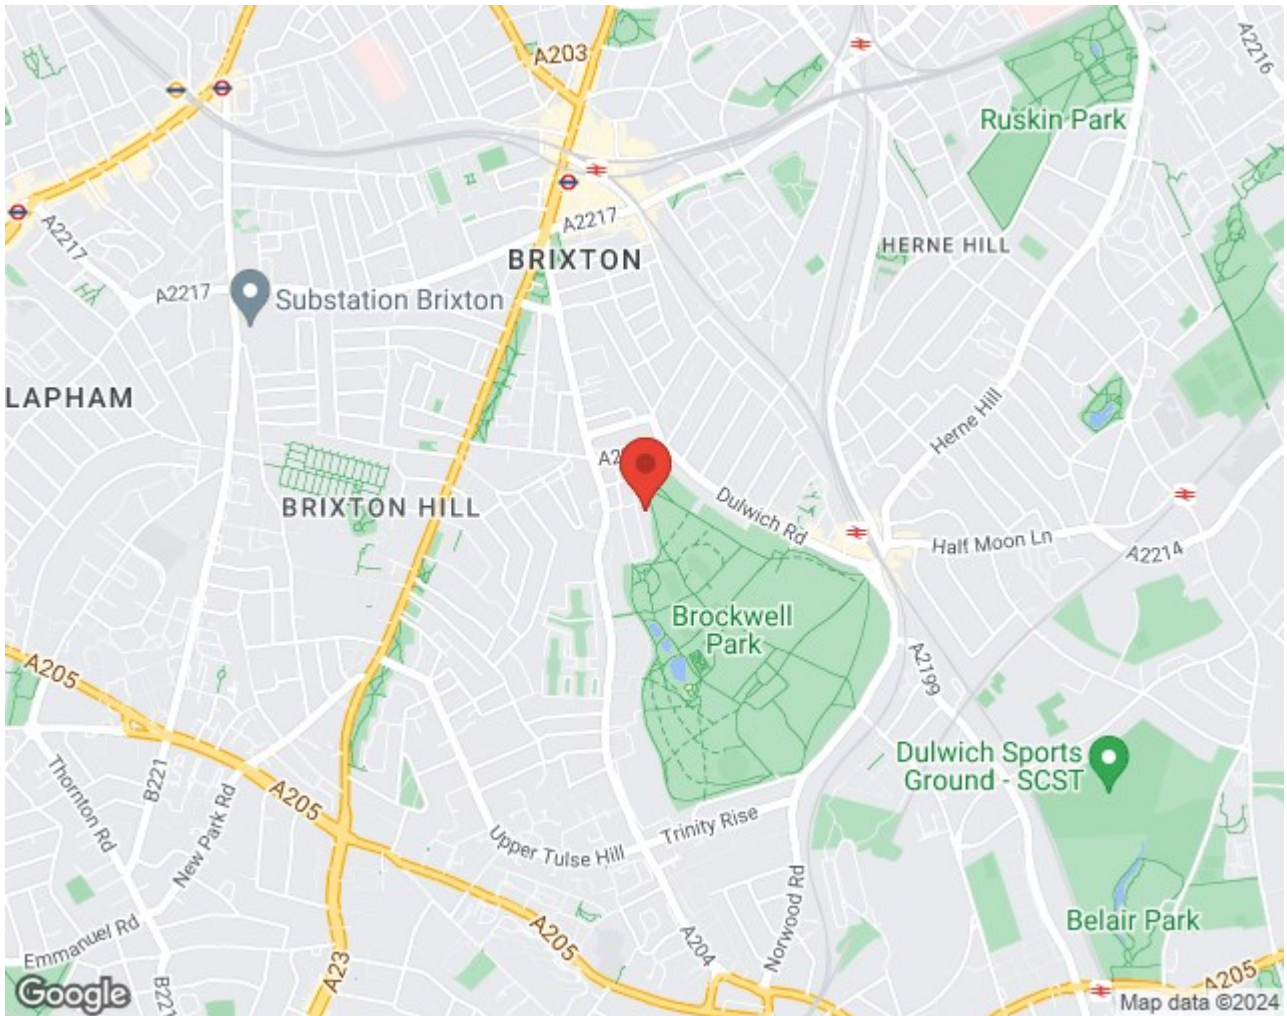 A203
A2216
Ruskin Park
A2217
A2217
HERNE HILL
BRIXTON
A2217
Substation Brixton
LAPHAM
Herne Hill
BRIXTON HILL
Dulwich Rd
Half Moon Ln
A2214
Brockwell
Park
A205
A2199
Dulwich Sports
Ground - SCST
B221
Thornton Rd
New Park Rd
A205
Trinity Rise
Upper Tulse Hill
Norwood Rd
Belair Park
Emmanuel Rd
A205
A204
A23
B221
A205
Google
Map data ©2024